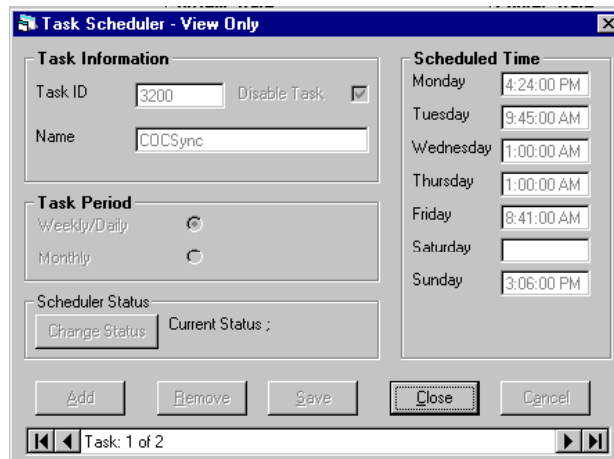 Task Scheduler - View Only
Task Information
Task ID 3200 Disable Task
Name COCSync
Task Period
Weekly/Daily
Monthly
Scheduler Status
Change Status Current Status ;
Scheduled Time
Monday 4:24:00 PM
Tuesday 9:45:00 AM
Wednesday 1:00:00 AM
Thursday 1:00:00 AM
Friday 8:41:00 AM
Saturday
Sunday 3:06:00 PM
Add Remove Save Close Cancel
Task: 1 of 2